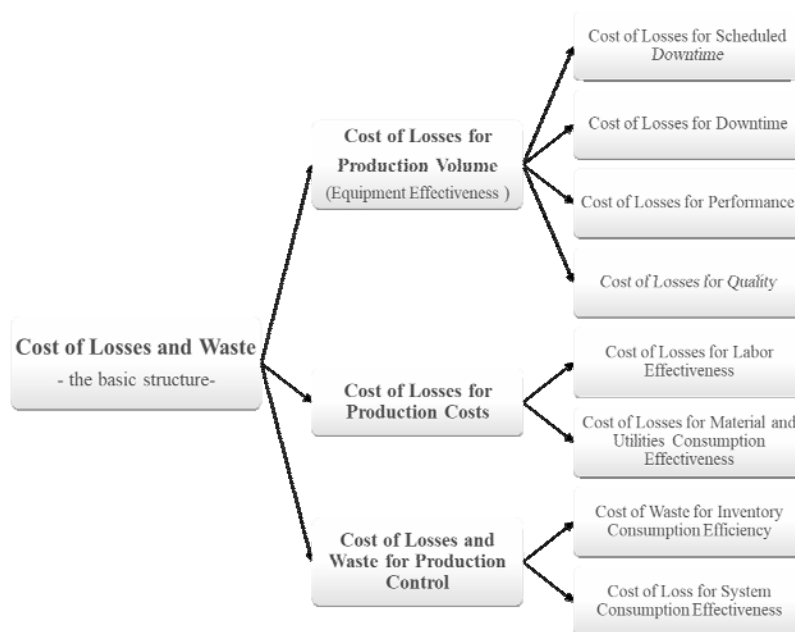 Cost of Losses and Waste
- the basic structure-
Cost of Losses for
Production Volume
(Equipment Effectiveness )
Cost of Losses for Scheduled
Downtime
Cost of Losses for Downtime
Cost of Losses for Performance
Cost of Losses for Quality
Cost of Losses for
Production Costs
Cost of Losses for Labor
Effectiveness
Cost of Losses for Material and
Utilities Consumption
Effectiveness
Cost of Losses and
Waste for Production
Control
Cost of Waste for Inventory
Consumption Efficiency
Cost of Loss for System
Consumption Effectiveness